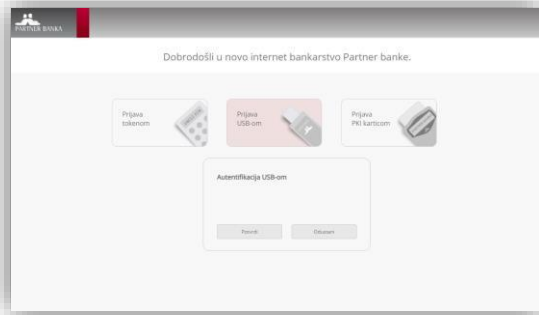 PARTNER BANKA
Dobrodošli u novo internet bankarstvo Partner banke.
Prijava
tokenom
Prijava
USB-om
Prijava
PKI karticom
Autentifikacija USB-om
Potvrdi
Odustani